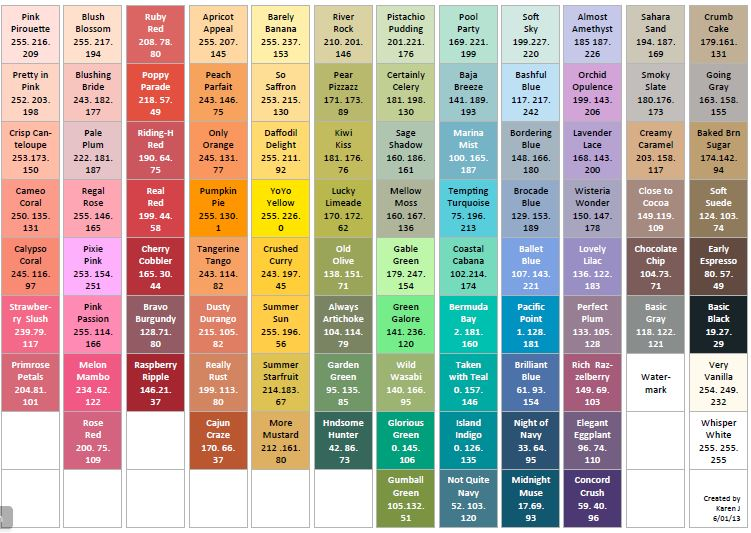 Pink
Pirouette
255. 216.
209
Blush
Blossom
255. 217.
194
Ruby
Red
208. 78.
80
Apricot
Appeal
255. 207.
145
Barely
Banana
255. 237.
153
River
Rock
210. 201.
146
Pistachio
Pudding
201.221.
176
Pool
Party
169. 221.
199
Soft
Sky
199.227.
220
Almost
Amethyst
185 187.
226
Sahara
Sand
194. 187.
169
Crumb
Cake
179.161.
131
Pretty in
Pink
252. 203.
198
Blushing
Bride
243. 182.
177
Poppy
Parade
218. 57.
49
Peach
Parfait
243. 146.
75
So
Saffron
253. 215.
130
Pear
Pizzazz
171. 173.
89
Certainly
Celery
181. 198.
130
Baja
Breeze
141. 189.
193
Bashful
Blue
117. 217.
242
Orchid
Opulence
199. 143.
206
Smoky
Slate
180.176.
173
Going
Gray
163. 158.
155
Crisp Can-
teloupe
253.173.
150
Pale
Plum
222. 181.
187
Riding-H
Red
190. 64.
75
Only
Orange
245. 131.
77
Daffodil
Delight
255. 211.
92
Kiwi
Kiss
181. 176.
76
Sage
Shadow
160. 186.
161
Marina
Mist
100. 165.
187
Bordering
Blue
148. 166.
180
Lavender
Lace
168. 143.
200
Creamy
Caramel
203. 158.
117
Baked Brn
Sugar
174.142.
94
Cameo
Coral
250. 135.
131
Regal
Rose
255. 146.
165
Real
Red
199. 44.
58
Pumpkin
Pie
255. 130.
1
YoYo
Yellow
255. 226.
0
Lucky
Limeade
170. 172.
62
Mellow
Moss
160. 167.
136
Tempting
Turquoise
75. 196.
213
Brocade
Blue
129. 153.
189
Wisteria
Wonder
150. 147.
178
Close to
Cocoa
149.119.
109
Soft
Suede
124. 103.
74
Calypso
Coral
245. 116.
97
Pixie
Pink
253. 154.
251
Cherry
Cobbler
165. 30.
44
Tangerine
Tango
243. 114.
82
Crushed
Curry
243. 197.
45
Old
Olive
138. 151.
71
Gable
Green
179. 247.
154
Coastal
Cabana
102.214.
174
Ballet
Blue
107. 143.
221
Lovely
Lilac
136. 122.
183
Chocolate
Chip
104.73.
71
Early
Espresso
80. 57.
49
Strawber-
ry Slush
239.79.
117
Pink
Passion
255. 114.
166
Bravo
Burgundy
128.71.
80
Dusty
Durango
215. 105.
82
Summer
Sun
255. 196.
56
Always
Artichoke
104. 114.
79
Green
Galore
141. 236.
120
Bermuda
Bay
2. 181.
160
Pacific
Point
1. 128.
181
Perfect
Plum
133. 105.
128
Basic
Gray
118. 122.
121
Basic
Black
19.27.
29
Primrose
Petals
204. 81.
101
Melon
Mambo
234. 62.
122
Raspberry
Ripple
146.21.
37
Really
Rust
199. 113.
80
Summer
Starfruit
214.183.
67
Garden
Green
95. 135.
85
Wild
Wasabi
140. 166.
95
Taken
with Teal
0. 157.
146
Brilliant
Blue
61. 93.
154
Rich Raz-
zelberry
149. 69.
103
Water-
mark
Very
Vanilla
254. 249.
232
Rose
Red
200. 75.
109
Cajun
Craze
170. 66.
37
More
Mustard
212 .161.
80
Hndsome
Hunter
42. 86.
73
Glorious
Green
0. 145.
106
Island
Indigo
0. 126.
135
Night of
Navy
33. 64.
95
Elegant
Eggplant
96. 74.
110
Whisper
White
255. 255.
255
Gumball
Green
105.132.
51
Not Quite
Navy
52. 103.
120
Midnight
Muse
17.69.
93
Concord
Crush
59. 40.
96
Created by
Karen J
6/01/13